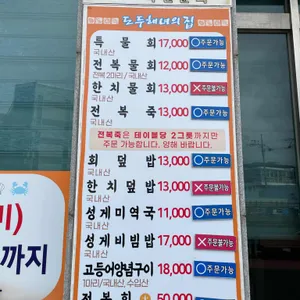 도두해녀의집
특물회 17,000 주문가능
국내산
전복물회 12,000 주문가능
전복 2마리 / 국내산
한치물회 13,000 주문불가능
국내산
전복죽 13,000 주문가능
국내산
전복죽은 테이블당 2그릇까지만
주문 가능합니다. 양해 바랍니다.
회덮밥 13,000 주문가능
국내산
한치덮밥 13,000 주문불가능
국내산
성게미역국 11,000 주문가능
국내산
성게비빔밥 17,000 주문불가능
국내산
고등어양념구이 18,000 주문가능
1마리/국내산, 수입산
전복회 50,000
까지